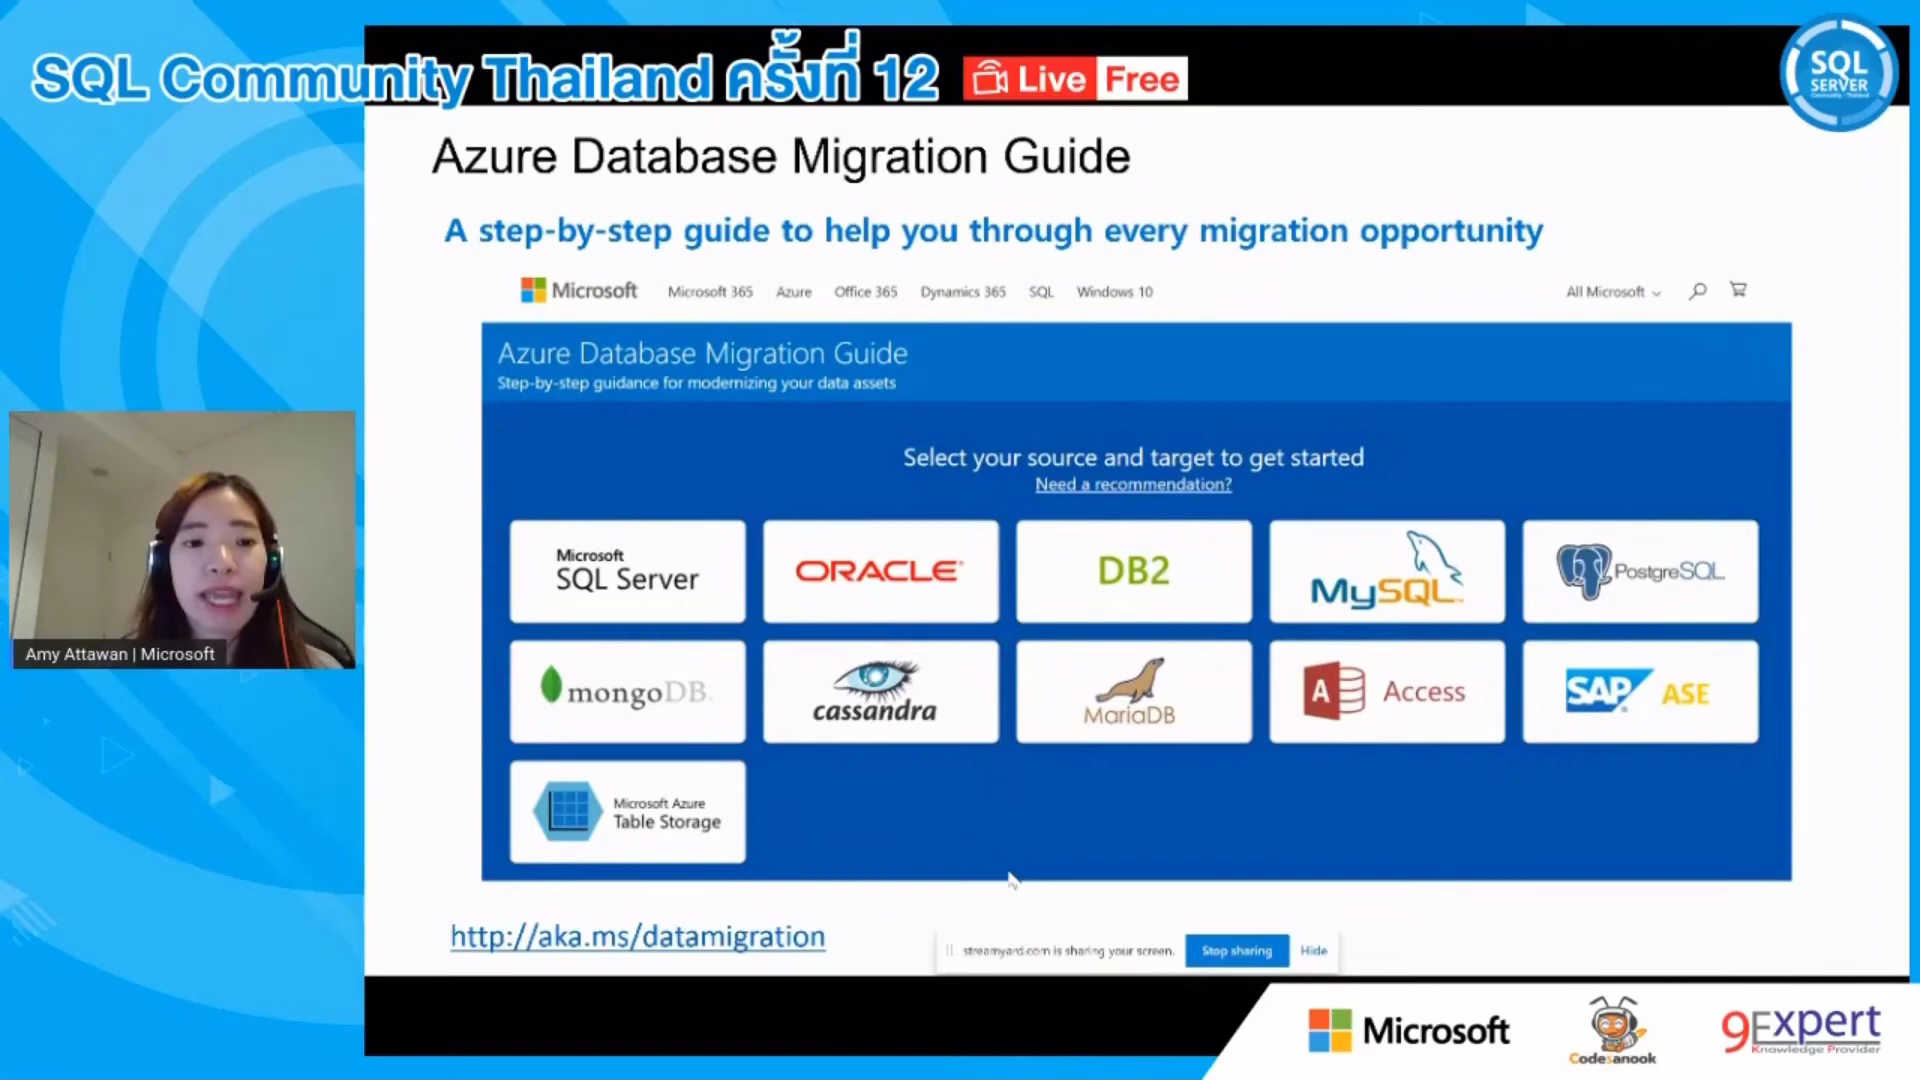 SQL Community Thailand ครั้งที่ 12
Live Free
SQL
SERVER
Azure Database Migration Guide
A step-by-step guide to help you through every migration opportunity
Microsoft Microsoft 365 Azure Office 365 Dynamics 365 SQL Windows 10 All Microsoft
Azure Database Migration Guide
Step-by-step guidance for modernizing your data assets
Select your source and target to get started
Need a recommendation?
Microsoft
SQL Server
ORACLE
DB2
MySQL
PostgreSQL
mongoDB.
cassandra
MariaDB
A Access
SAP ASE
Microsoft Azure
Table Storage
Amy Attawan | Microsoft
http://aka.ms/datamigration
streamyard.com is sharing your screen. Stop sharing Hide
Microsoft
Codesanook
9Expert
Knowledge Provider